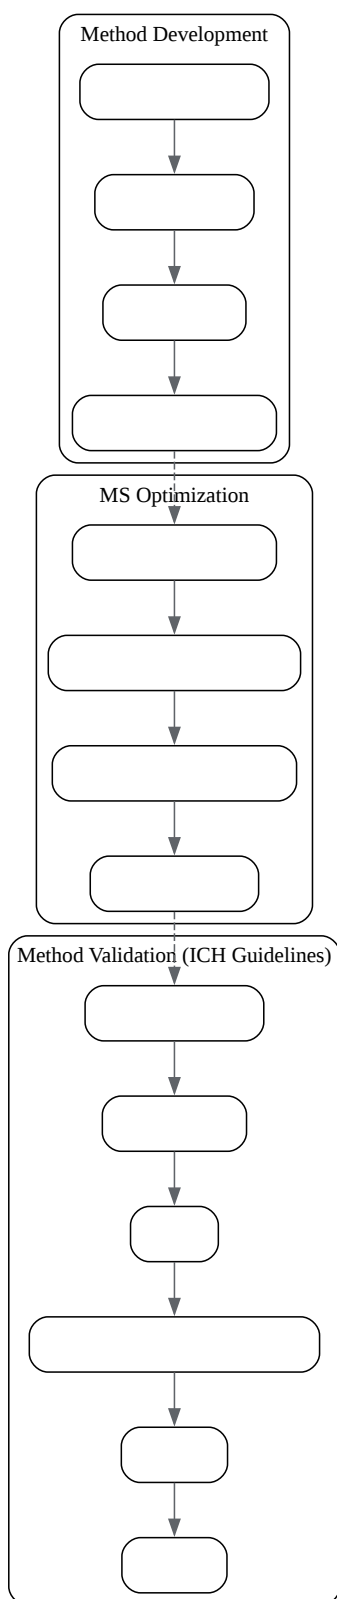 Method Development
MS Optimization
Method Validation (ICH Guidelines)